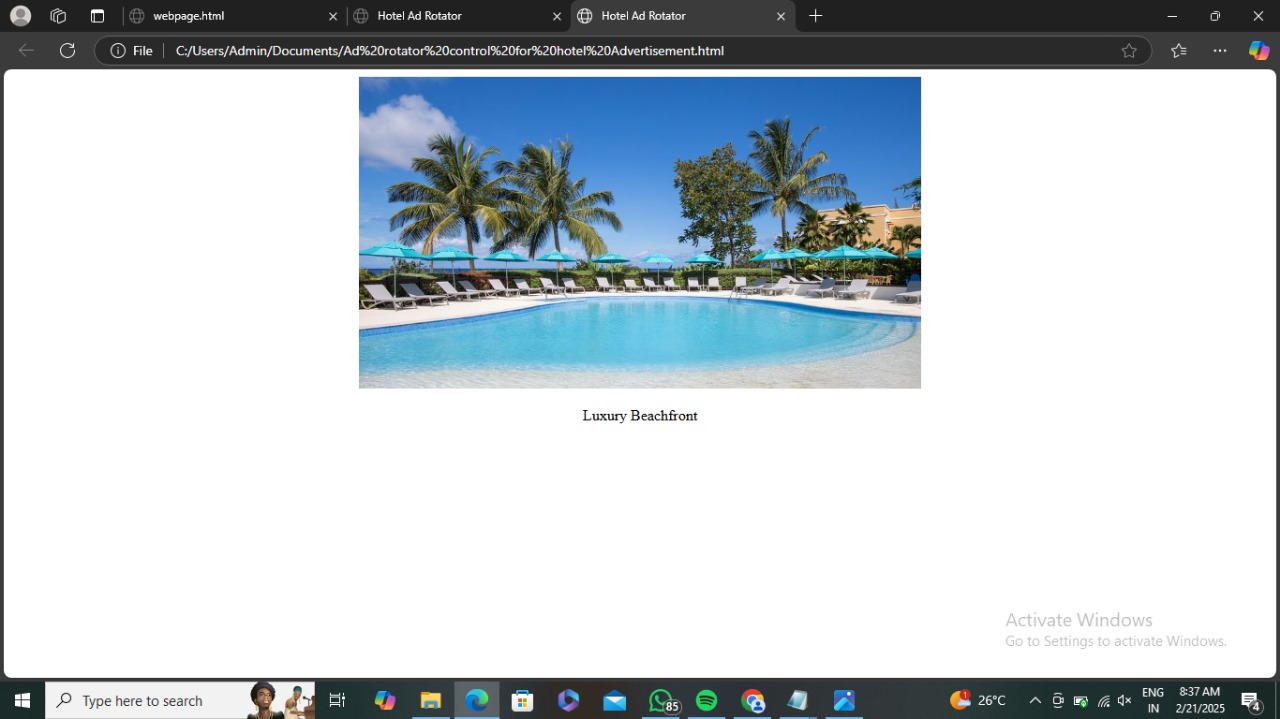 webpage.html
Hotel Ad Rotator
Hotel Ad Rotator
File
C:/Users/Admin/Documents/Ad%20rotator%20control%20for%20hotel%20Advertisement.html
Luxury Beachfront
Activate Windows
Go to Settings to activate Windows.
Type here to search
85
1
26°C
ENG
IN
8:37 AM
2/21/2025
4